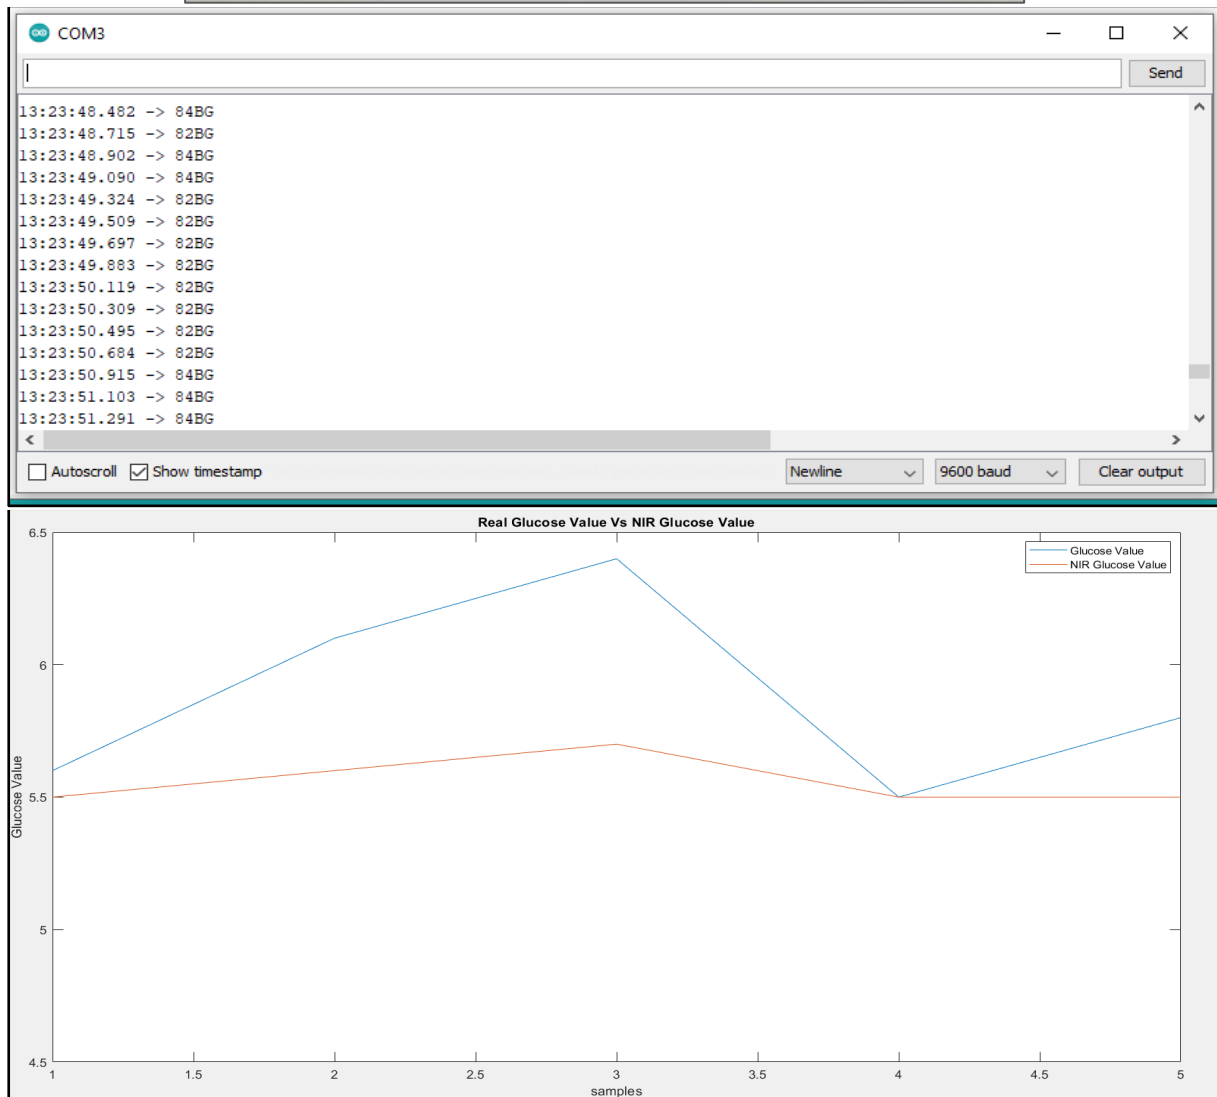 COM3
Send
13:23:48.482 -> 84BG
13:23:48.715 -> 82BG
13:23:48.902 -> 84BG
13:23:49.090 -> 84BG
13:23:49.324 -> 82BG
13:23:49.509 -> 82BG
13:23:49.697 -> 82BG
13:23:49.883 -> 82BG
13:23:50.119 -> 82BG
13:23:50.309 -> 82BG
13:23:50.495 -> 82BG
13:23:50.684 -> 82BG
13:23:50.915 -> 84BG
13:23:51.103 -> 84BG
13:23:51.291 -> 84BG
Autoscroll Show timestamp Newline 9600 baud Clear output
Real Glucose Value Vs NIR Glucose Value
Glucose Value
NIR Glucose Value
6.5
6
5.5
5
4.5
Glucose Value
1 1.5 2 2.5 3 3.5 4 4.5 5
samples